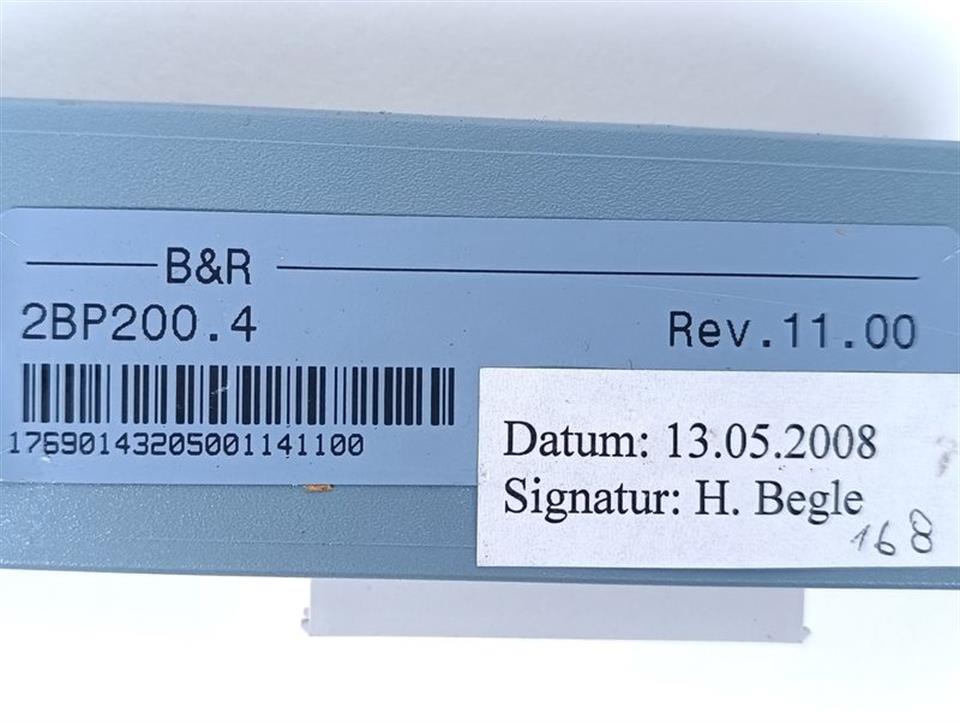 B&R
2BP200.4
Rev.11.00
17690143205001141100
Datum: 13.05.2008
Signatur: H. Begle
168